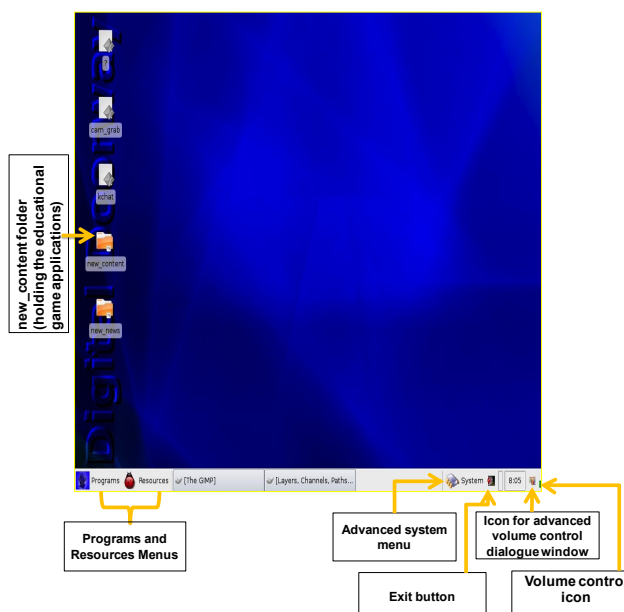 ?
cam_grab
kchat
new_content
new_news
new_content folder
(holding the educational
game applications)
Programs
Resources
[The GIMP]
[Layers, Channels, Paths...
System
8:05
Programs and
Resources Menus
Advanced system
menu
Icon for advanced
volume control
dialogue window
Exit button
Volume control
icon